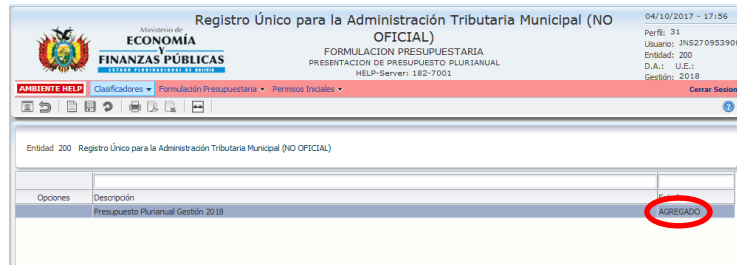 Ministerio de
ECONOMÍA
Y
FINANZAS PÚBLICAS
ESTADO PLURINACIONAL DE BOLIVIA
Registro Único para la Administración Tributaria Municipal (NO
OFICIAL)
FORMULACION PRESUPUESTARIA
PRESENTACION DE PRESUPUESTO PLURIANUAL
HELP-Server: 182-7001
04/10/2017 - 17:56
Perfil: 31
Usuario: JNS27095390
Entidad: 200
D.A.: U.E.:
Gestión: 2018
AMBIENTE HELP Clasificadores Formulación Presupuestaria Permisos Iniciales Cerrar Sesion
Entidad 200 Registro Único para la Administración Tributaria Municipal (NO OFICIAL)
Opciones Descripción
Presupuesto Plurianual Gestión 2018 AGREGADO